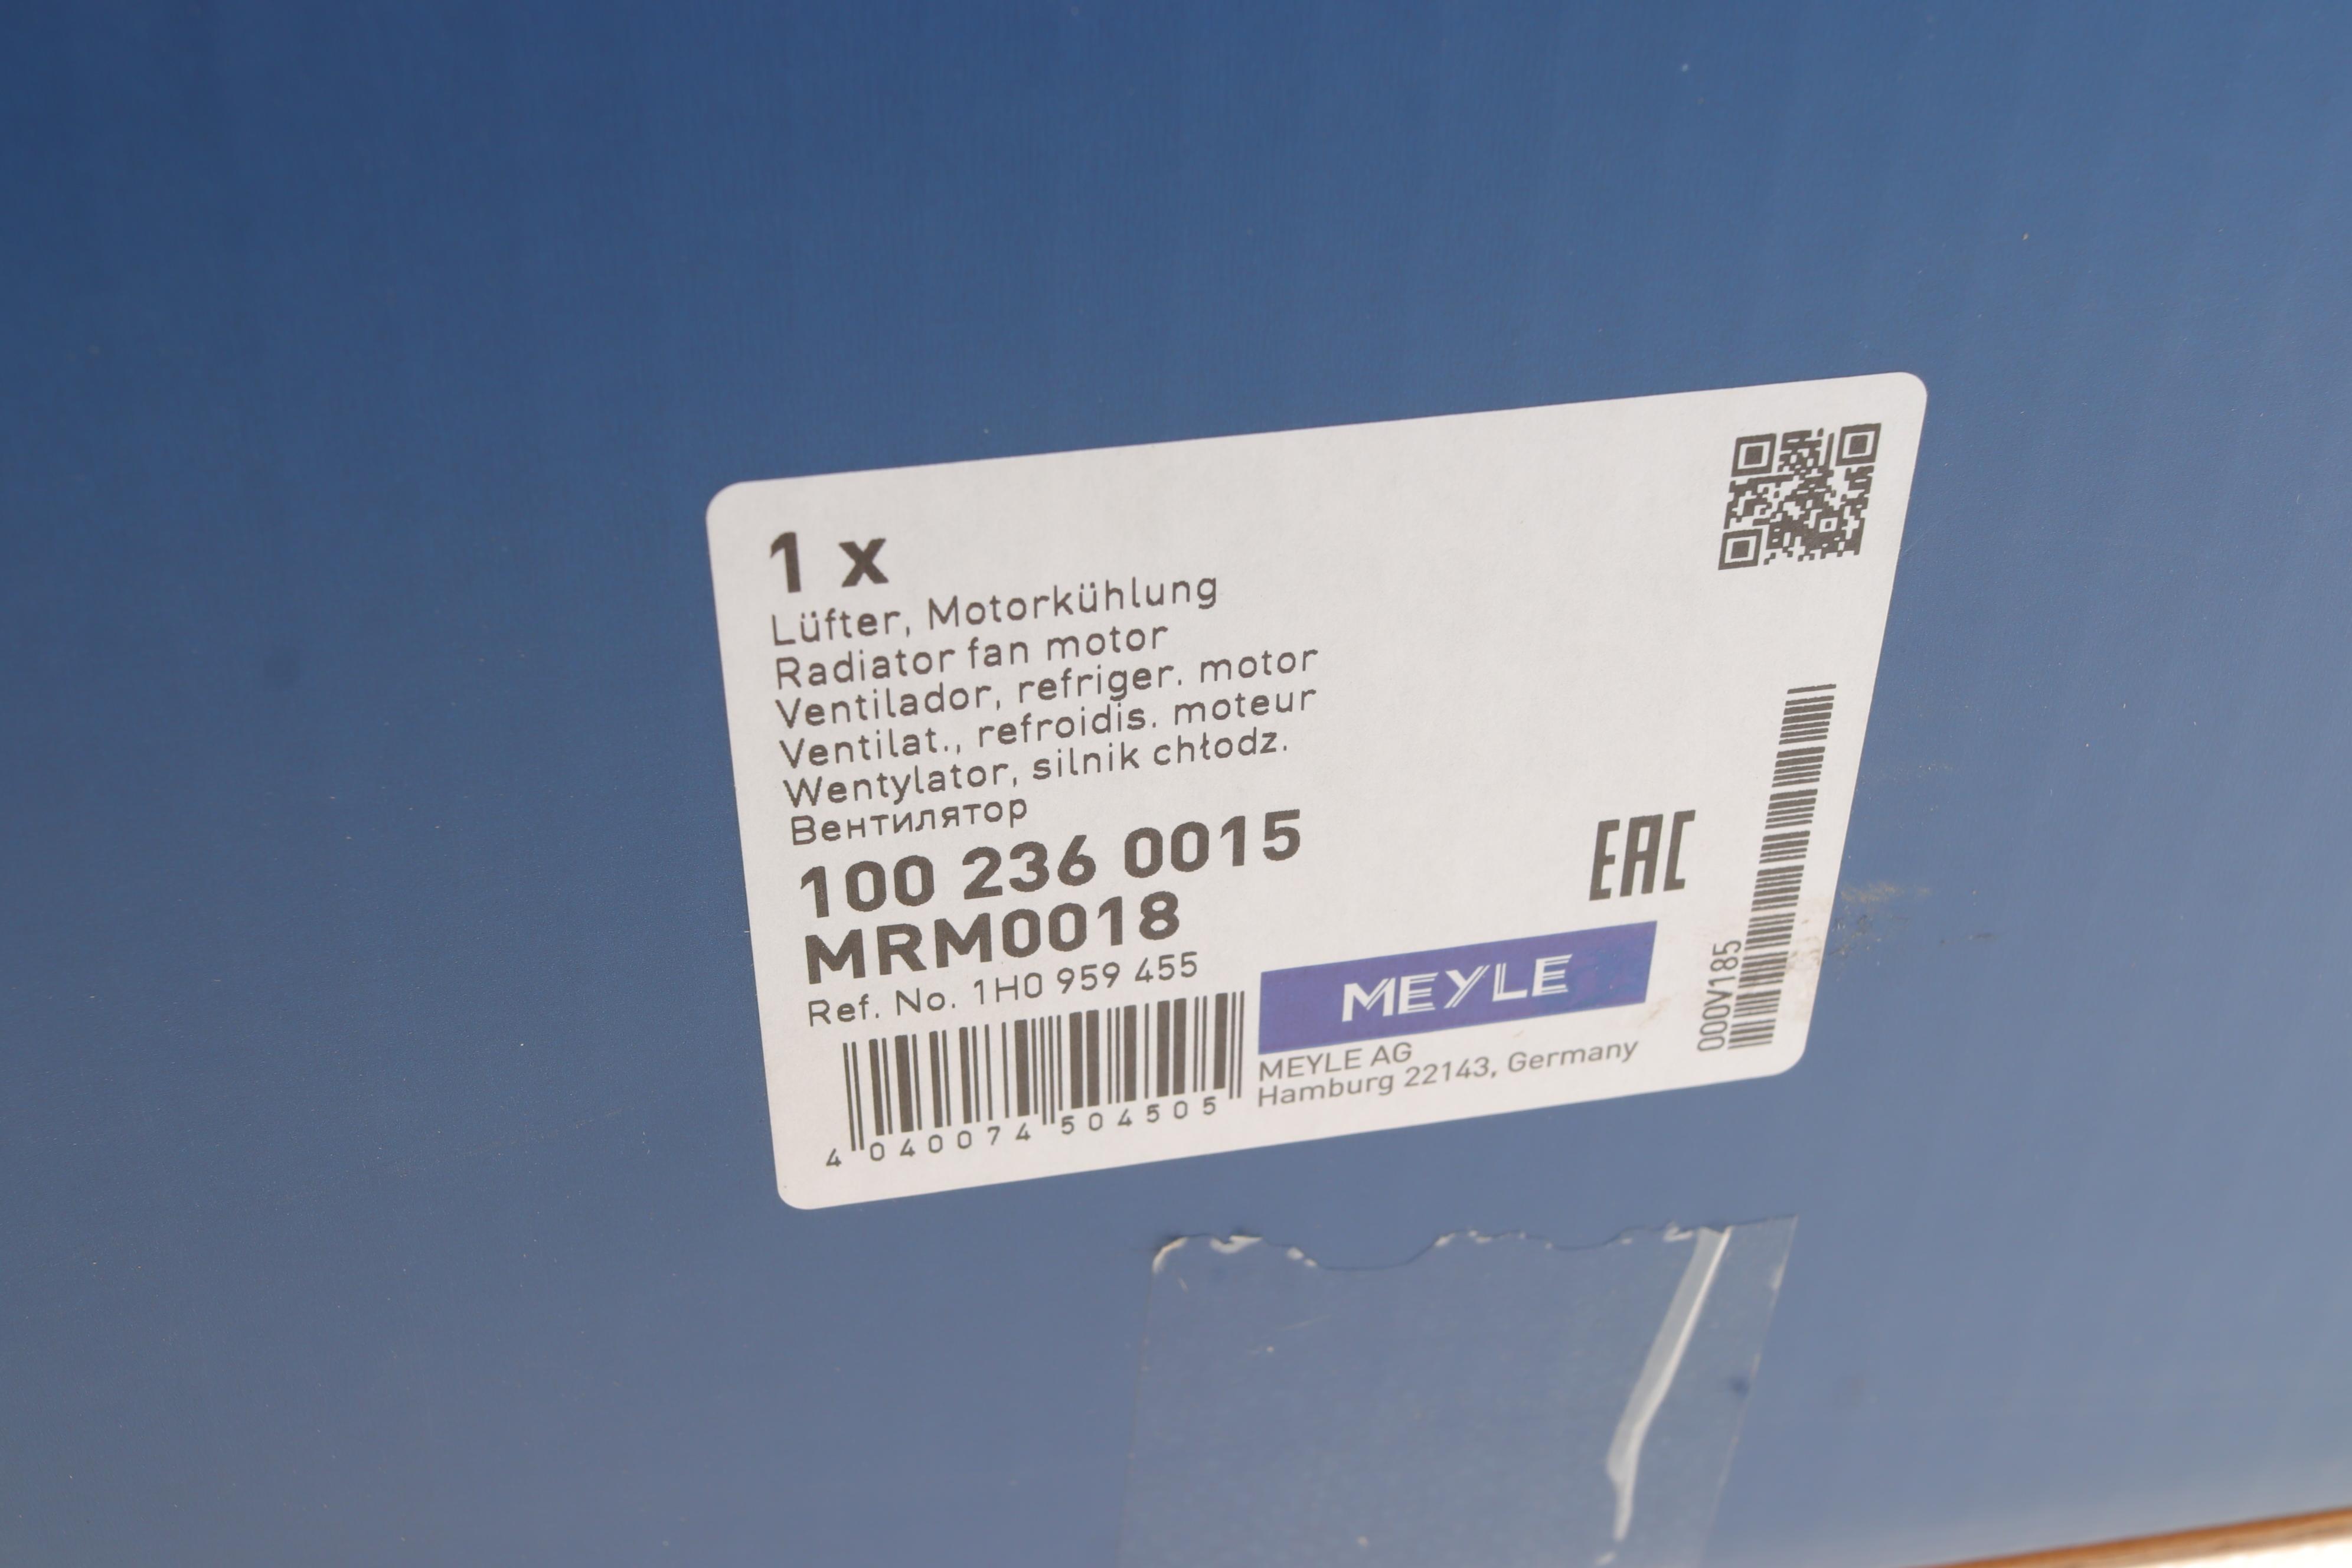 1 x
Lüfter, Motorkühlung
Radiator fan motor
Ventilador, refriger. motor
Ventilat., refroidis. moteur
Wentylator, silnik chłodz.
Вентилятор
100 236 0015
MRM0018
Ref. No. 1H0 959 455
4 040074 504505
EAC
MEYLE
MEYLE AG
Hamburg 22143, Germany
000V185